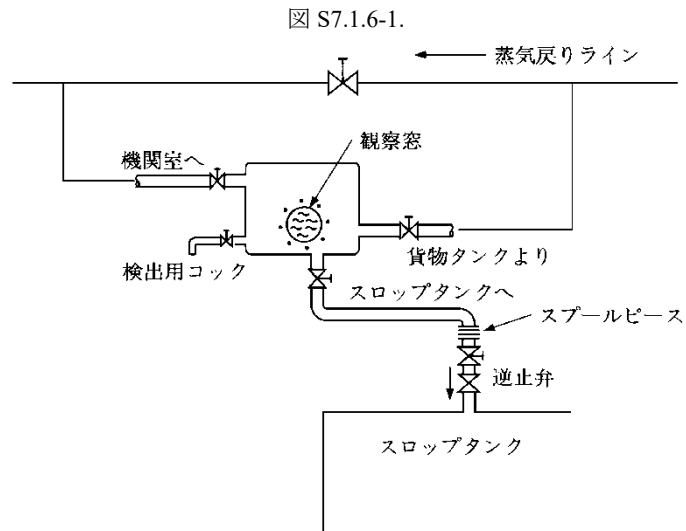 図 S7.1.6-1.
蒸気戻りライン
観察窓
機関室へ
検出用コック
貨物タンクより
スロップタンクへ
スプールピース
逆止弁
スロップタンク